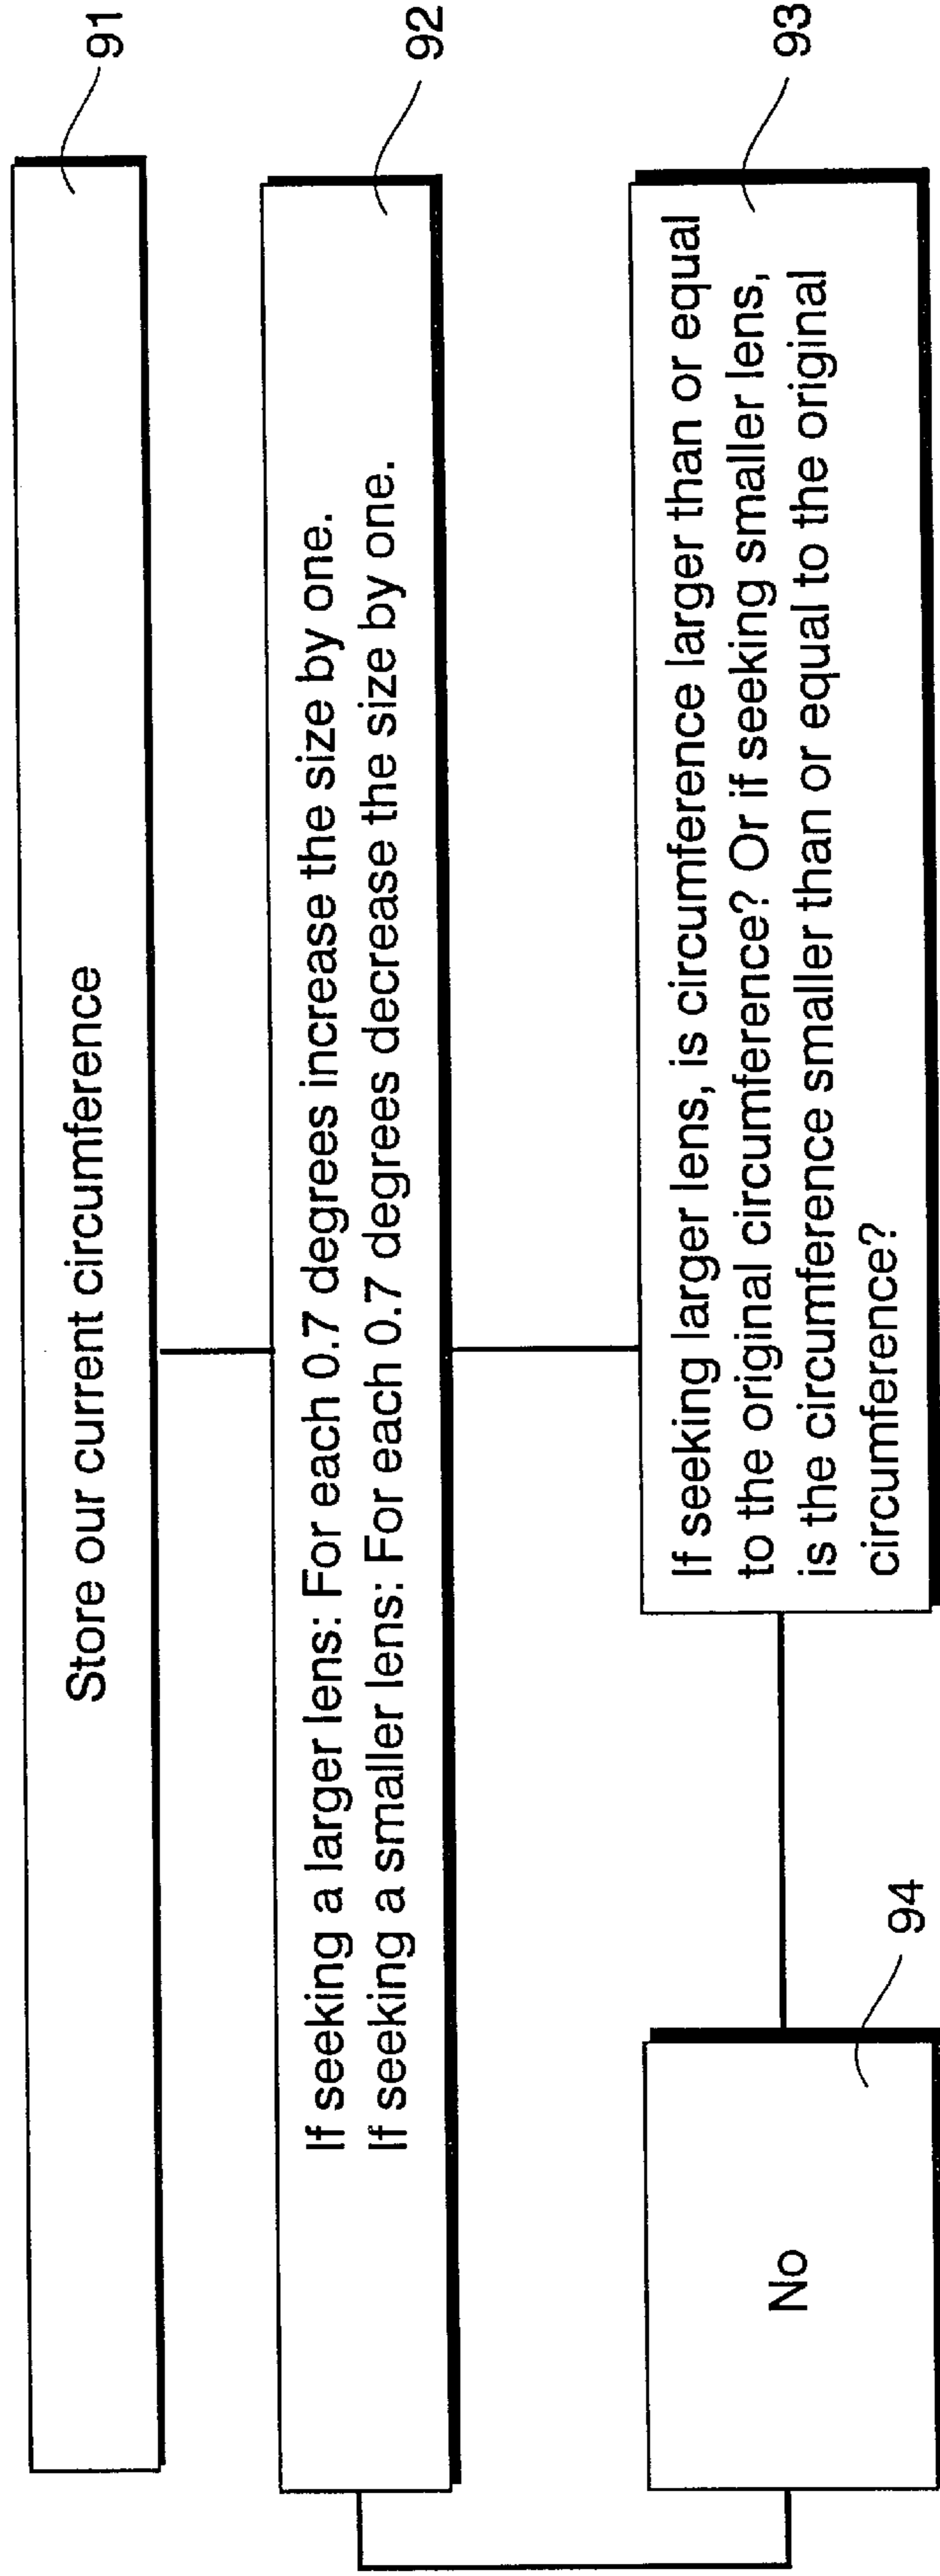 Store our current circumference
91
If seeking a larger lens: For each 0.7 degrees increase the size by one.
If seeking a smaller lens: For each 0.7 degrees decrease the size by one.
92
If seeking larger lens, is circumference larger than or equal
to the original circumference? Or if seeking smaller lens,
is the circumference smaller than or equal to the original
circumference?
93
No
94